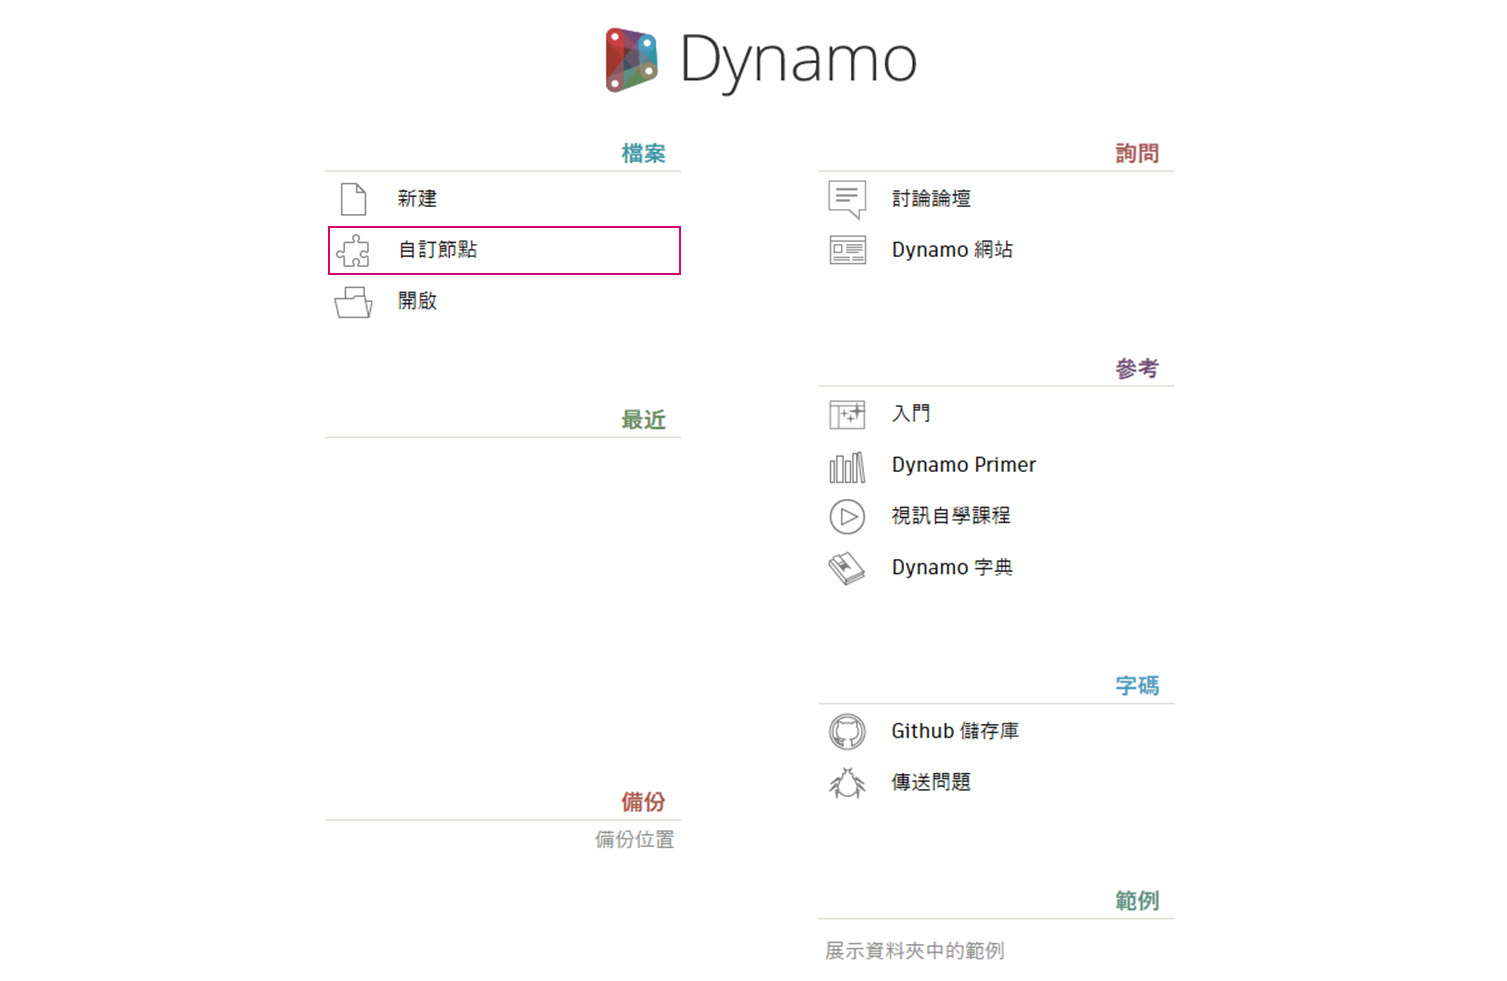 Dynamo
檔案
新建
自訂節點
開啟
最近
備份
備份位置
詢問
討論論壇
Dynamo 網站
參考
入門
Dynamo Primer
視訊自學課程
Dynamo 字典
字碼
Github 儲存庫
傳送問題
範例
展示資料夾中的範例